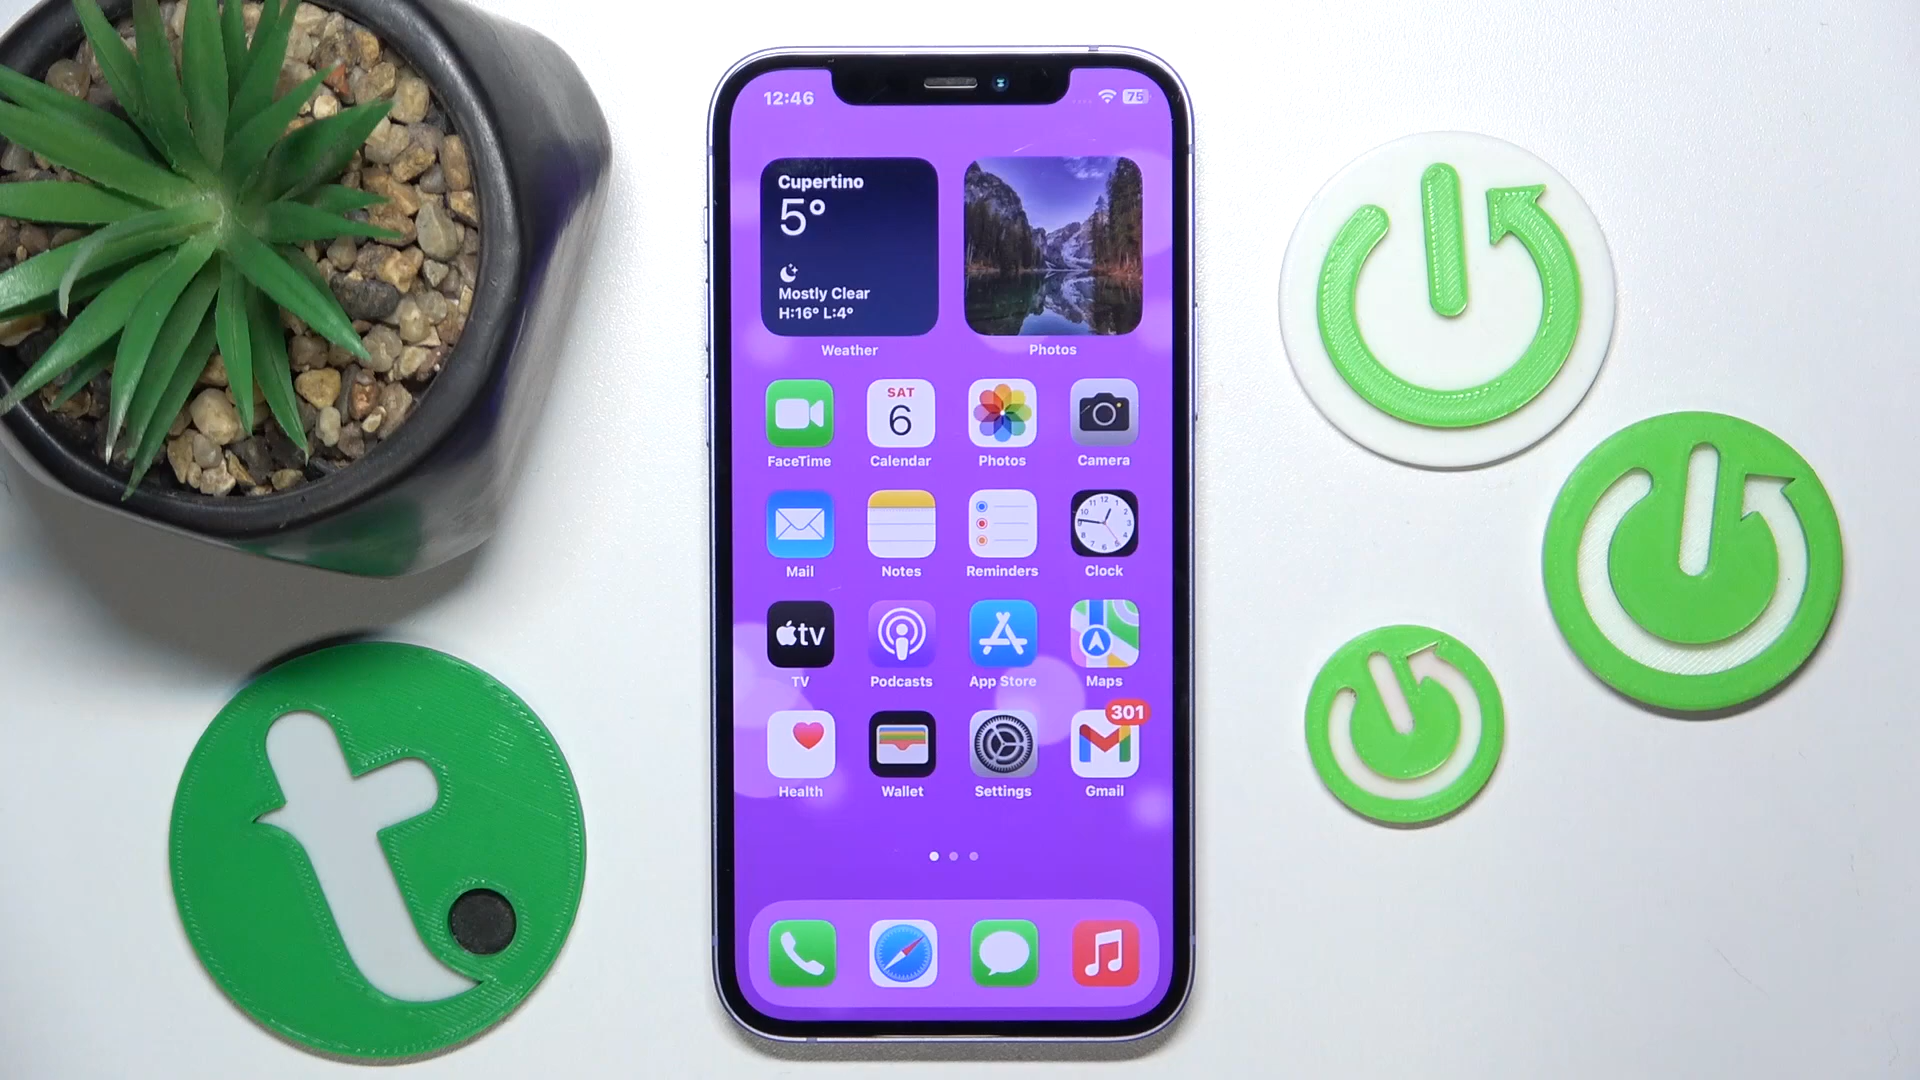 12:46
75
Cupertino
5°
Mostly Clear
H:16° L:4°
Weather
Photos
FaceTime
SAT
6
Calendar
Photos
Camera
Mail
Notes
Reminders
Clock
tv
TV
Podcasts
App Store
Maps
Health
Wallet
Settings
301
Gmail
t.